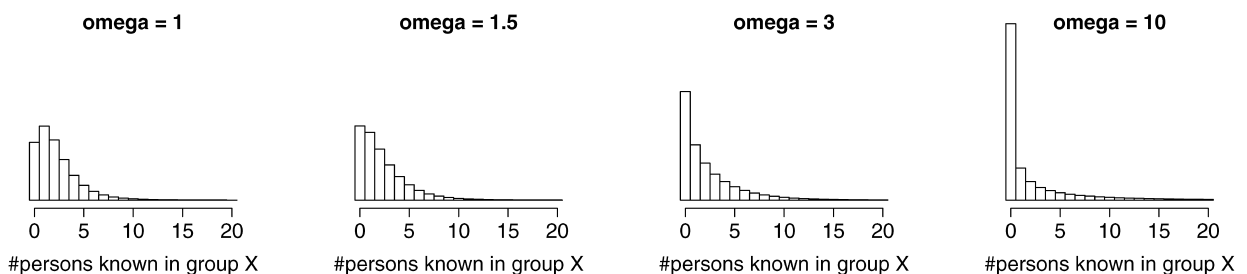 omega = 1
omega = 1.5
omega = 3
omega = 10
0 5 10 15 20
0 5 10 15 20
0 5 10 15 20
0 5 10 15 20
#persons known in group X
#persons known in group X
#persons known in group X
#persons known in group X